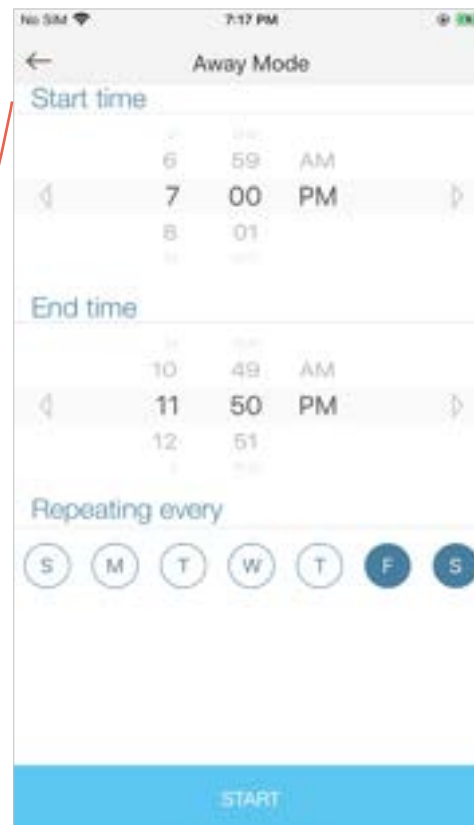 No SIM 7:17 PM
Away Mode
Start time
6 59 AM
7 00 PM
8 01
End time
10 49 AM
11 50 PM
12 51
Repeating every
S M T W T F S
START